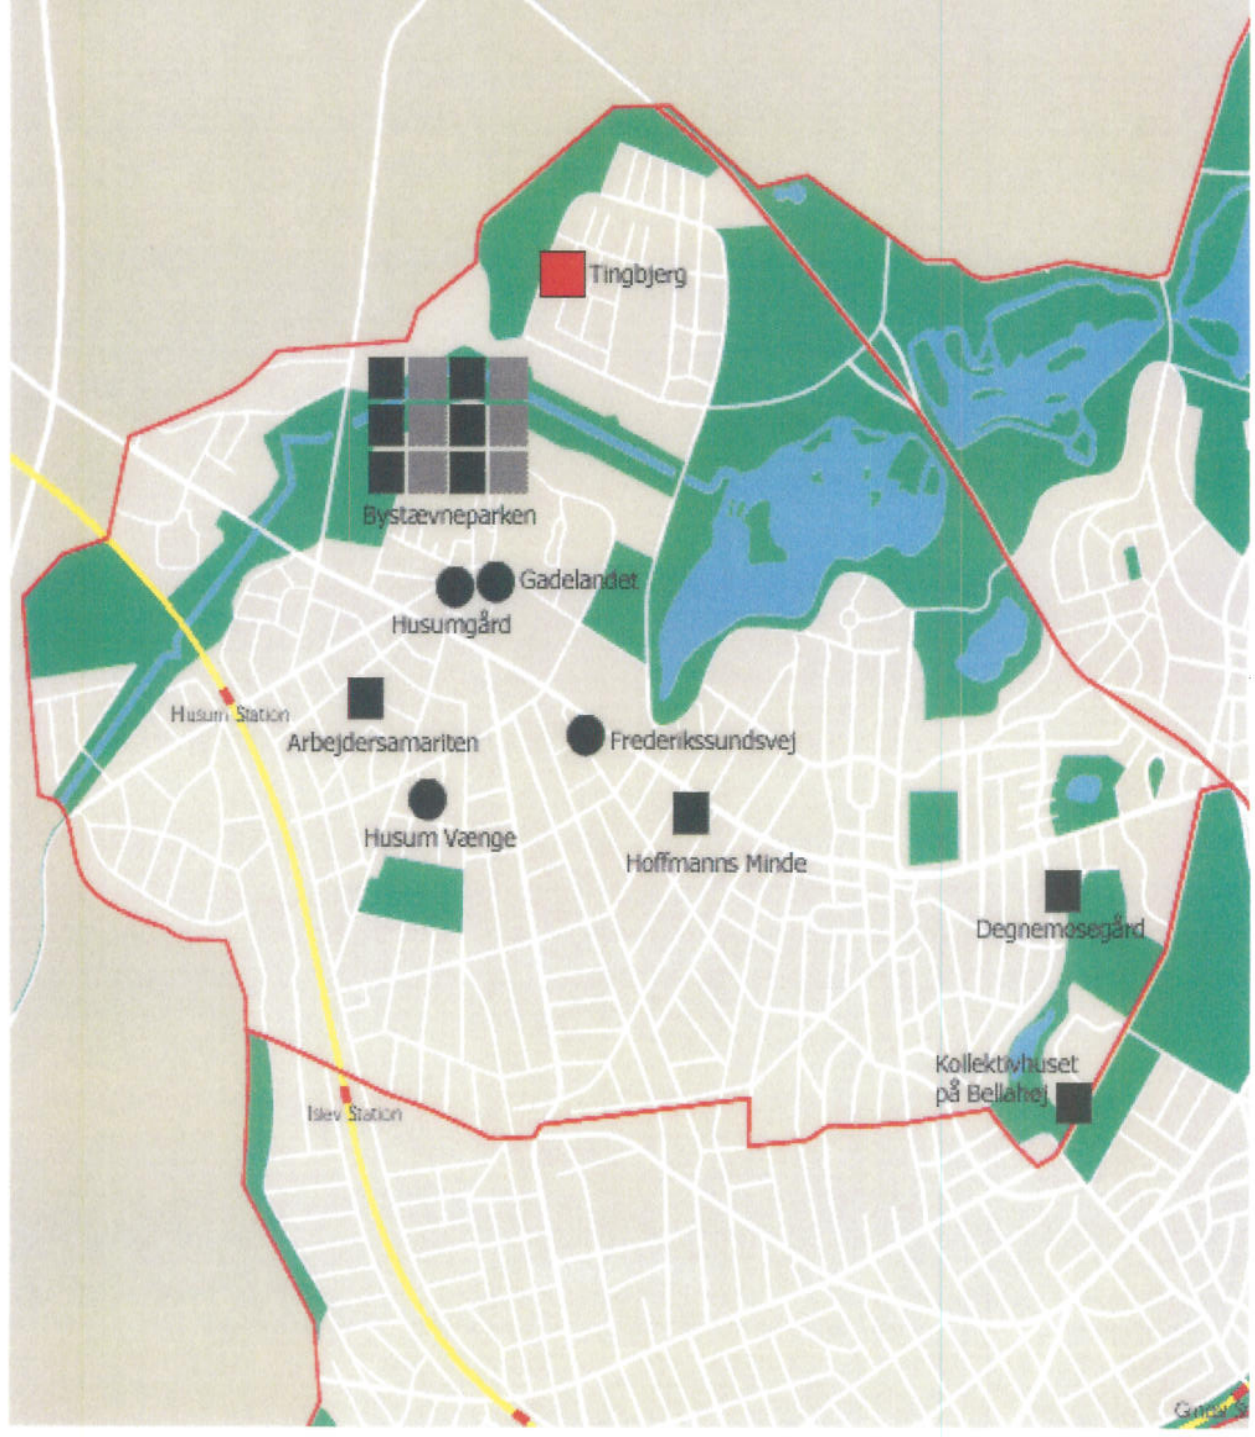 Tingbjerg
Bystævneparken
Gadelandet
Husumgård
Husum Station
Arbejdersamariten
Frederikssundsvej
Husum Vænge
Hoffmanns Minde
Degnemosegård
Kollektivhuset
på Bellahøj
Islev Station